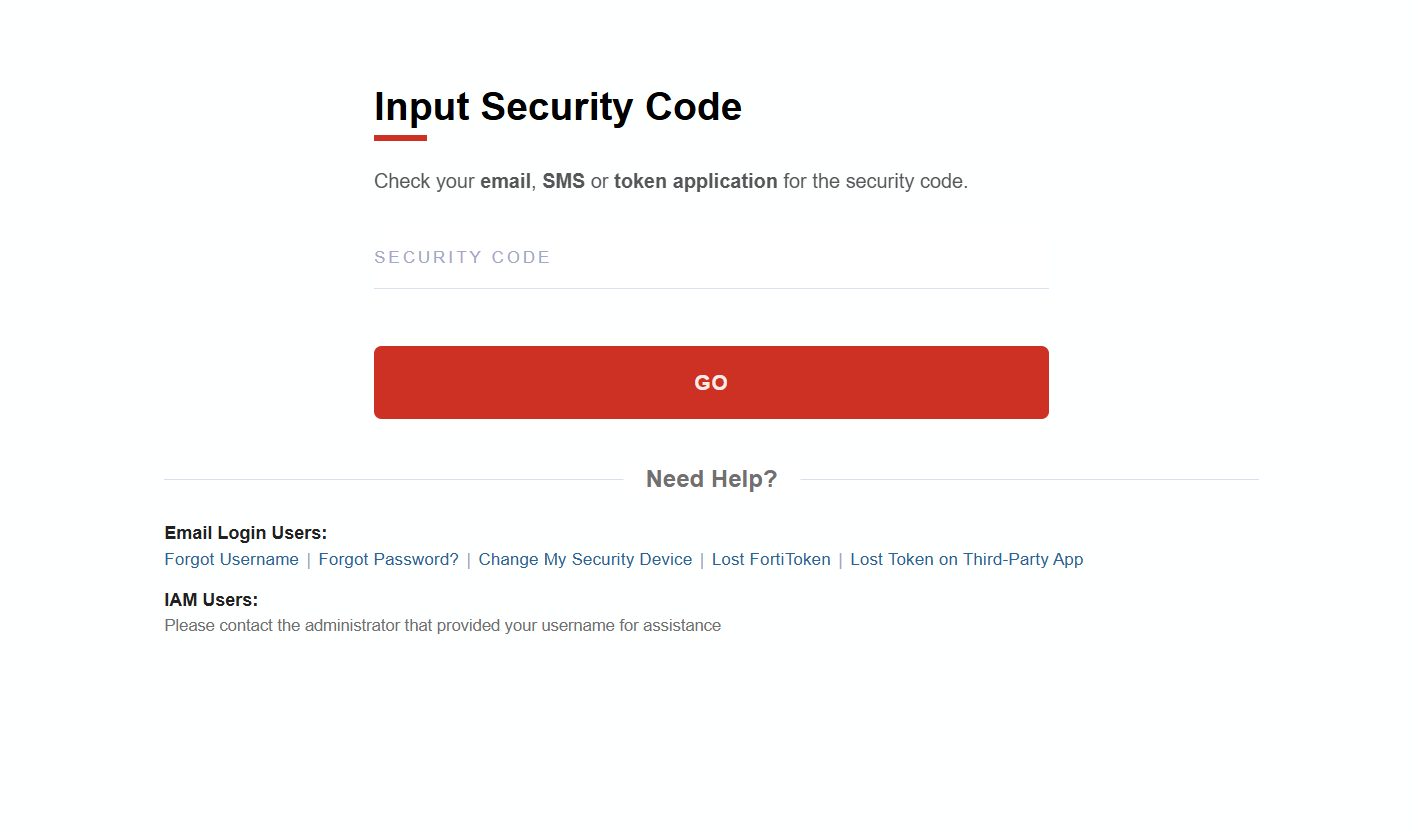 Input Security Code
Check your email, SMS or token application for the security code.
SECURITY CODE
GO
Need Help?
Email Login Users:
Forgot Username | Forgot Password? | Change My Security Device | Lost FortiToken | Lost Token on Third-Party App
IAM Users:
Please contact the administrator that provided your username for assistance